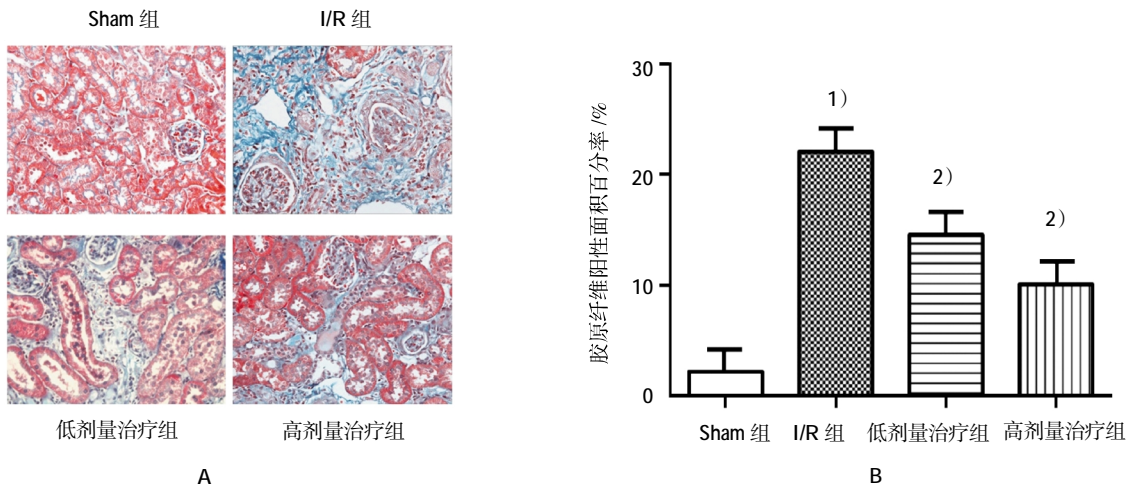 Sham 组
I/R 组
低剂量治疗组
高剂量治疗组
A
胶原纤维阳性面积百分率 /%
30
20
10
0
1）
2）
2）
Sham 组
I/R 组
低剂量治疗组
高剂量治疗组
B